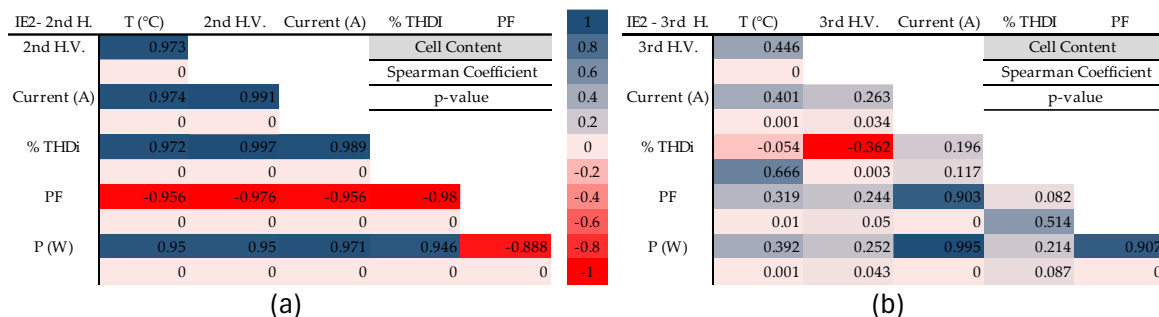 IE2- 2nd H. T (°C) 2nd H.V. Current (A) % THDI PF
2nd H.V. 0.973 Cell Content
0 Spearman Coefficient
Current (A) 0.974 0.991 p-value
0 0
% THDi 0.972 0.997 0.989
0 0 0
PF -0.956 -0.976 -0.956 -0.98
0 0 0 0
P (W) 0.95 0.95 0.971 0.946 -0.888
0 0 0 0 0
(a)
1
0.8
0.6
0.4
0.2
0
-0.2
-0.4
-0.6
-0.8
-1
IE2 - 3rd H. T (°C) 3rd H.V. Current (A) % THDI PF
3rd H.V. 0.446 Cell Content
0 Spearman Coefficient
Current (A) 0.401 0.263 p-value
0.001 0.034
% THDi -0.054 -0.362 0.196
0.666 0.003 0.117
PF 0.319 0.244 0.903 0.082
0.01 0.05 0 0.514
P (W) 0.392 0.252 0.995 0.214 0.907
0.001 0.043 0 0.087 0
(b)